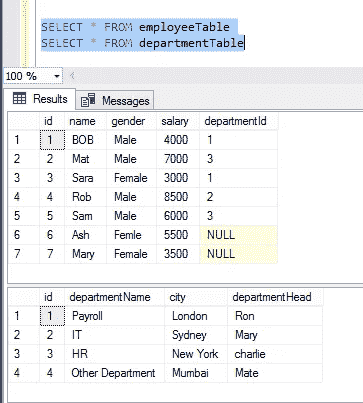 SELECT * FROM employeeTable
SELECT * FROM departmentTable
100 %
Results Messages
id name gender salary departmentId
1 1 BOB Male 4000 1
2 2 Mat Male 7000 3
3 3 Sara Female 3000 1
4 4 Rob Male 8500 2
5 5 Sam Male 6000 3
6 6 Ash Femle 5500 NULL
7 7 Mary Female 3500 NULL
id departmentName city departmentHead
1 1 Payroll London Ron
2 2 IT Sydney Mary
3 3 HR New York charlie
4 4 Other Department Mumbai Mate